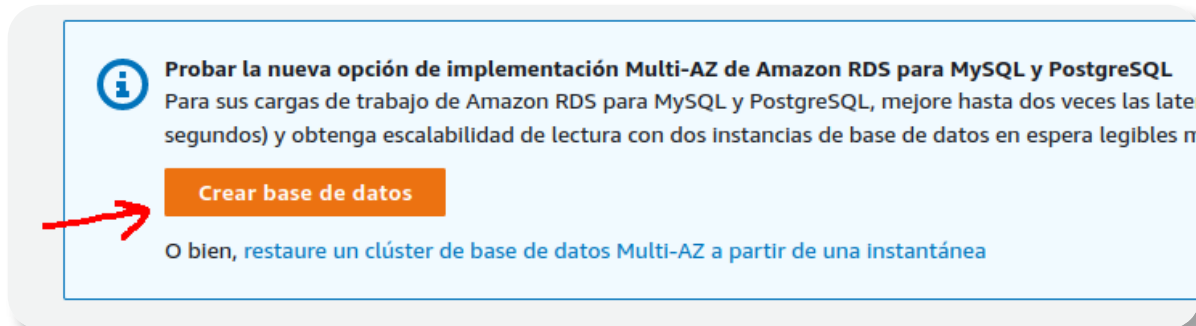 Probar la nueva opción de implementación Multi-AZ de Amazon RDS para MySQL y PostgreSQL
Para sus cargas de trabajo de Amazon RDS para MySQL y PostgreSQL, mejore hasta dos veces las
segundos) y obtenga escalabilidad de lectura con dos instancias de base de datos en espera legibles
Crear base de datos
O bien, restaure un clúster de base de datos Multi-AZ a partir de una instantánea